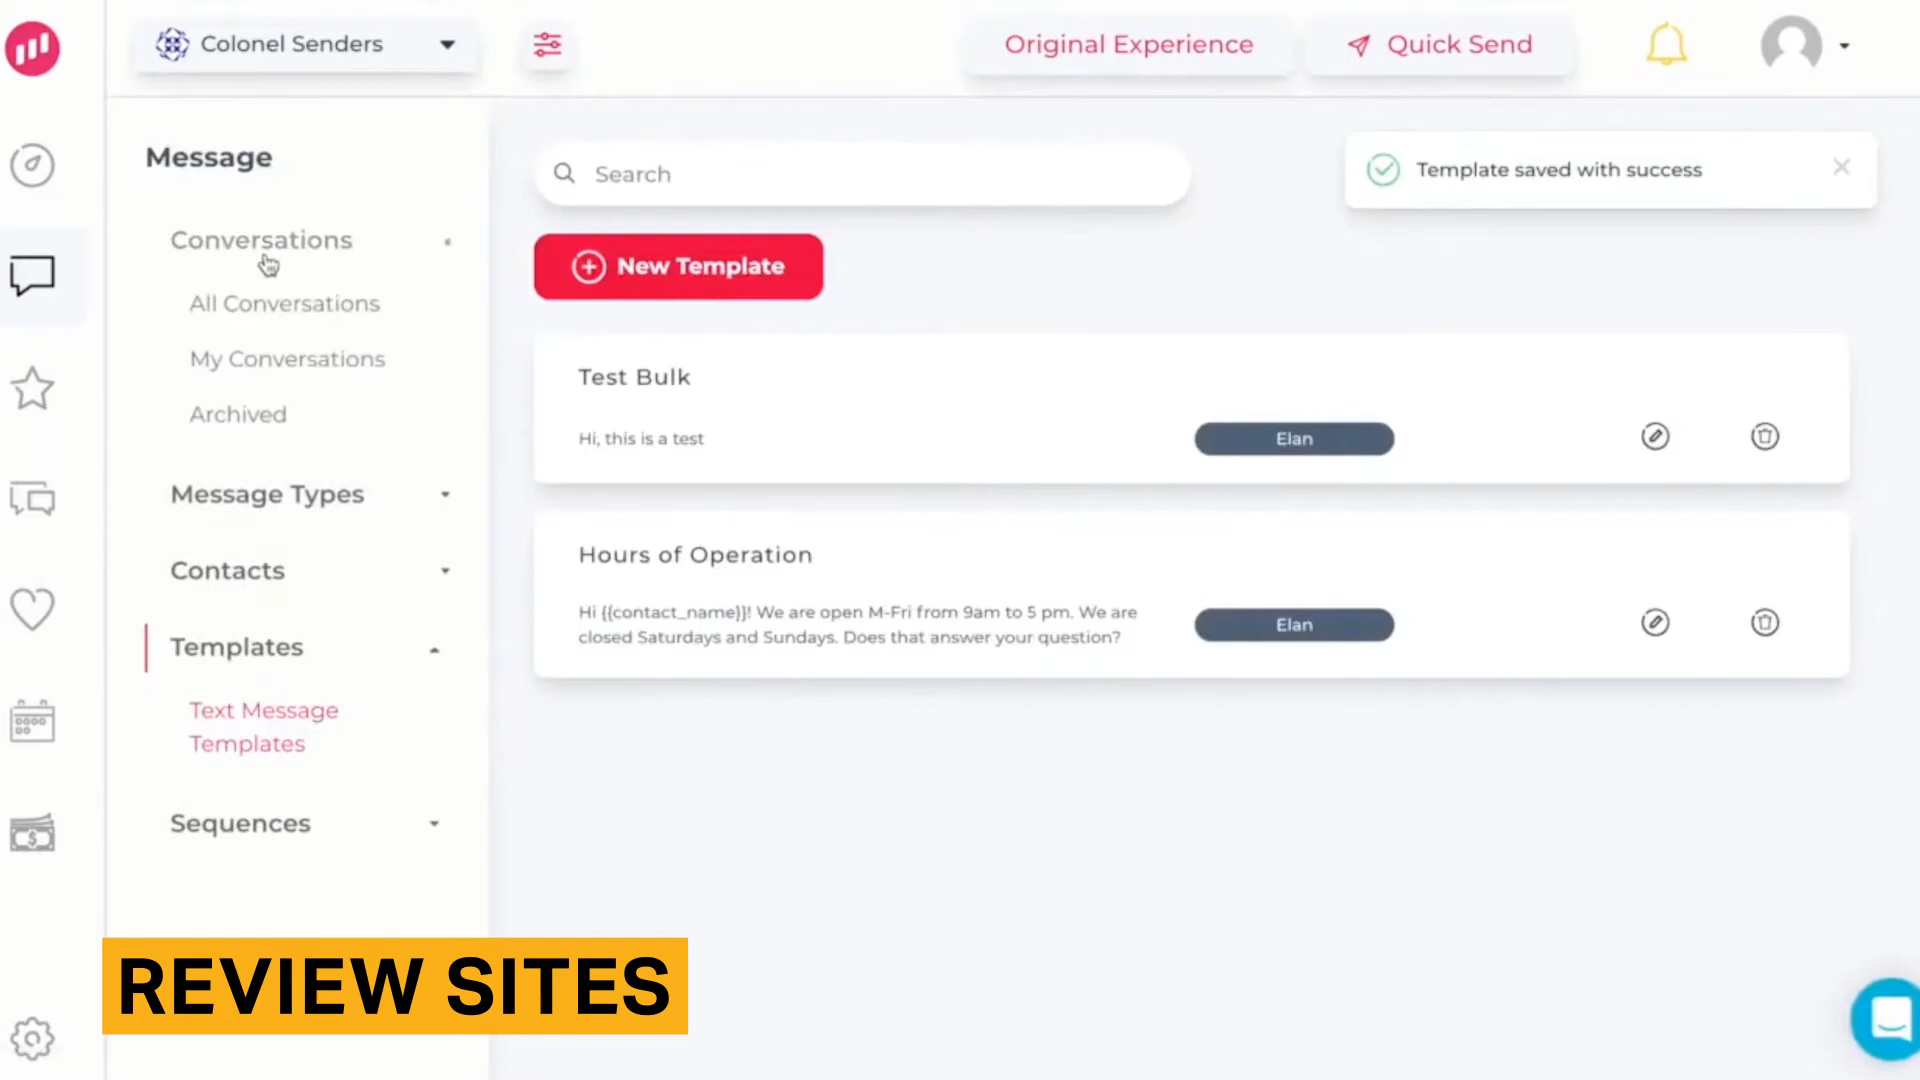 Colonel Senders
Original Experience
Quick Send
Message
Conversations
All Conversations
My Conversations
Archived
Message Types
Contacts
Templates
Text Message
Templates
Sequences
Search
Template saved with success
New Template
Test Bulk
Hi, this is a test
Elan
Hours of Operation
Hi {{contact_name}}! We are open M-Fri from 9am to 5 pm. We are
closed Saturdays and Sundays. Does that answer your question?
Elan
REVIEW SITES